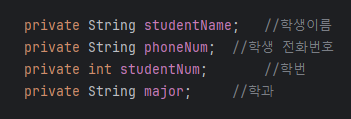 private String studentName;   //학생이름
private String phoneNum;  //학생 전화번호
private int studentNum;       //학번
private String major;     //학과